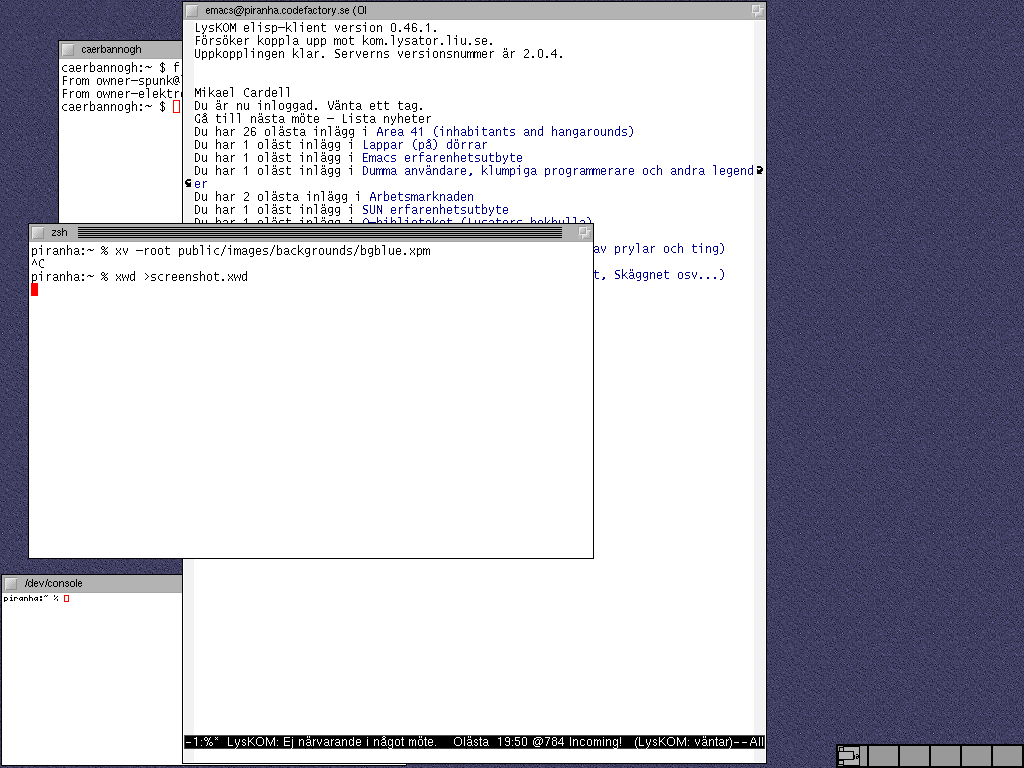 emacs@piranha.codefactory.se (Ol
LysKOM elisp-klient version 0.46.1.
Försöker koppla upp mot kom.lysator.liu.se.
Uppkopplingen klar. Serverns versionsnummer är 2.0.4.
Mikael Cardell
Du är nu inloggad. Vänta ett tag.
Gå till nästa möte - Lista nyheter
Du har 26 olästa inlägg i Area 41 (inhabitants and hangarounds)
Du har 1 oläst inlägg i Lappar (på) dörrar
Du har 1 oläst inlägg i Emacs erfarenhetsutbyte
Du har 1 oläst inlägg i Dumma användare, klumpiga programmerare och andra legend
er
Du har 2 olästa inlägg i Arbetsmarknaden
Du har 1 oläst inlägg i SUN erfarenhetsutbyte
Du har 1 oläst inlägg i O-biblioteket (Lysators bokhylla)
av prylar och ting)
t, Skäggnet osv...)
-1:%* LysKOM: Ej närvarande i något möte. Olästa 19:50 @784 Incoming! (LysKOM: väntar)--All
caerbannogh
caerbannogh:~ $ f
From owner-spunk@
From owner-elektr
caerbannogh:~ $
zsh
piranha:~ % xv -root public/images/backgrounds/bgblue.xpm
^C
piranha:~ % xwd >screenshot.xwd
/dev/console
piranha:~ %